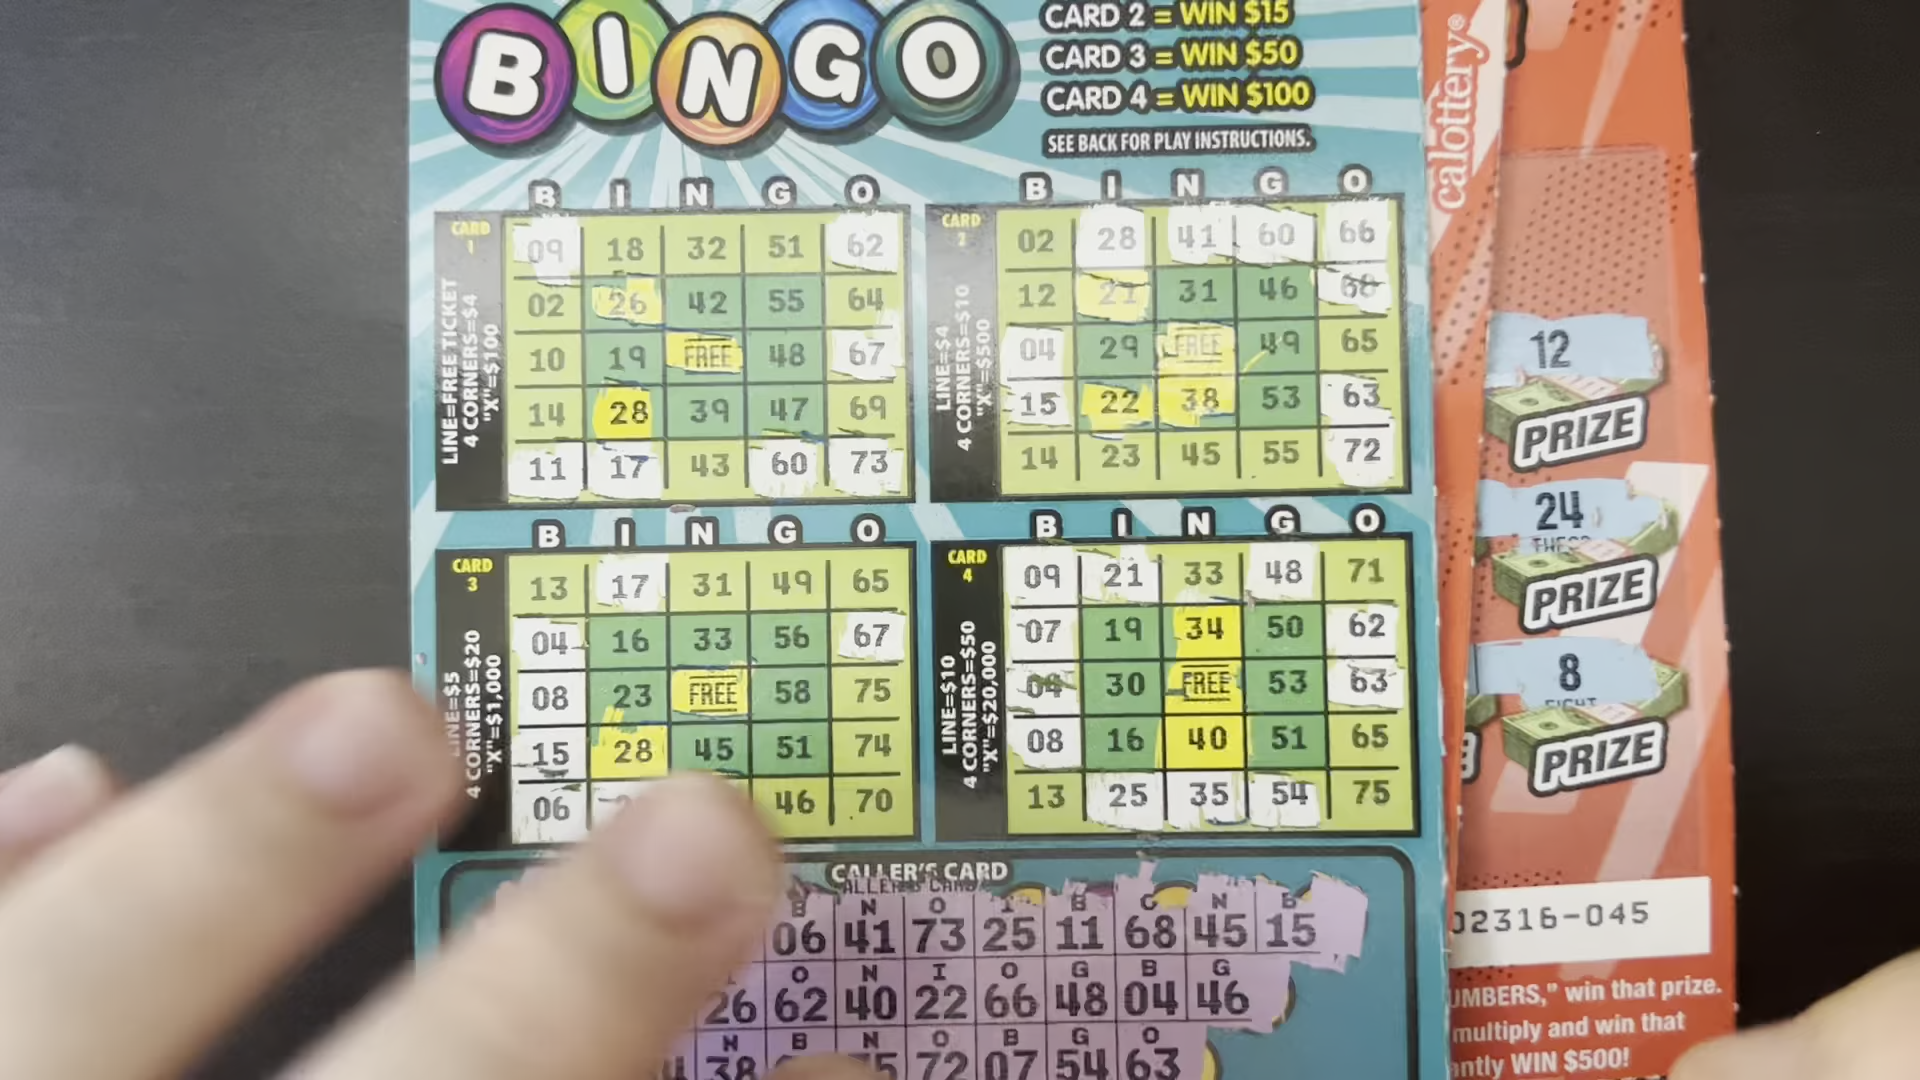 BINGO
CARD 2 = WIN $15
CARD 3 = WIN $50
CARD 4 = WIN $100
SEE BACK FOR PLAY INSTRUCTIONS.
CARD 1
LINE=FREE TICKET
4 CORNERS=$4
"X"=$100
B I N G O
09 18 32 51 62
02 26 42 55 64
10 19 FREE 48 67
14 28 39 47 69
11 17 43 60 73
CARD 2
LINE=$4
4 CORNERS=$10
"X"=$500
B I N G O
02 28 41 60 66
12 21 31 46 68
04 29 FREE 49 65
15 22 38 53 63
14 23 45 55 72
CARD 3
LINE=$5
4 CORNERS=$20
"X"=$1,000
B I N G O
13 17 31 49 65
04 16 33 56 67
08 23 FREE 58 75
15 28 45 51 74
06 46 70
CARD 4
LINE=$10
4 CORNERS=$50
"X"=$20,000
B I N G O
09 21 33 48 71
07 19 34 50 62
04 30 FREE 53 63
08 16 40 51 65
13 25 35 54 75
CALLER'S CARD
B N O I B G N B
06 41 73 25 11 68 45 15
O N I O G B G
26 62 40 22 66 48 04 46
N B N O B G O
38 72 07 54 63
calottery®
12
PRIZE
24
PRIZE
8
EIGHT
PRIZE
02316-045
UMBERS," win that prize.
multiply and win that
WIN $500!